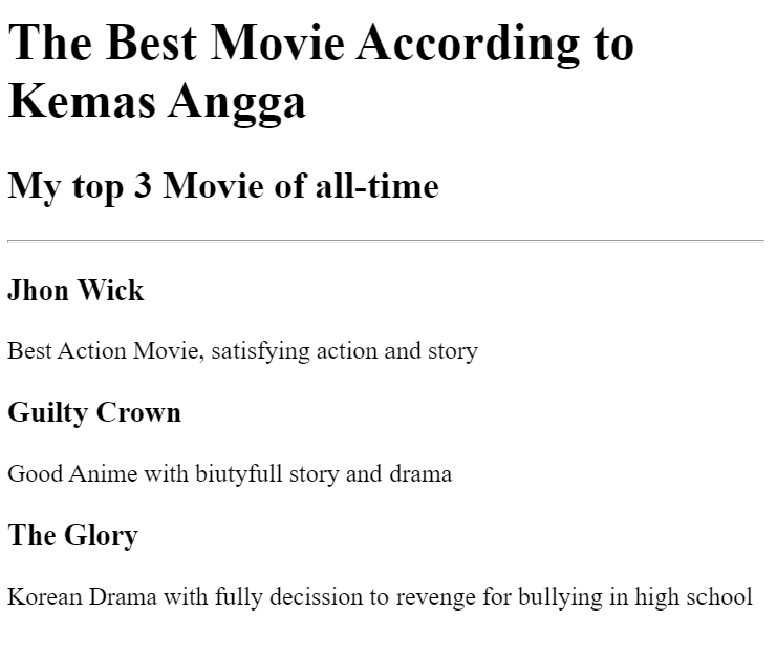 The Best Movie According to
Kemas Angga
My top 3 Movie of all-time
Jhon Wick
Best Action Movie, satisfying action and story
Guilty Crown
Good Anime with biutyfull story and drama
The Glory
Korean Drama with fully decission to revenge for bullying in high school